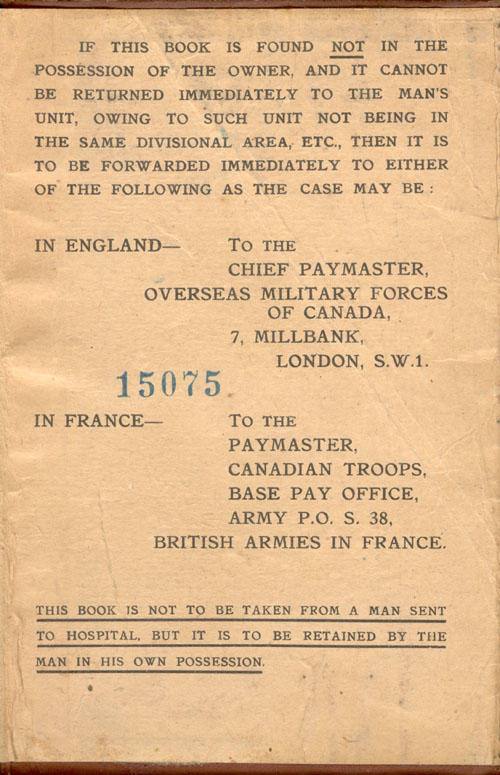 IF THIS BOOK IS FOUND NOT IN THE
POSSESSION OF THE OWNER, AND IT CANNOT
BE RETURNED IMMEDIATELY TO THE MAN'S
UNIT, OWING TO SUCH UNIT NOT BEING IN
THE SAME DIVISIONAL AREA, ETC., THEN IT IS
TO BE FORWARDED IMMEDIATELY TO EITHER
OF THE FOLLOWING AS THE CASE MAY BE :
IN ENGLAND— TO THE
CHIEF PAYMASTER,
OVERSEAS MILITARY FORCES
OF CANADA,
7, MILLBANK,
LONDON, S.W.1.
15075
IN FRANCE— TO THE
PAYMASTER,
CANADIAN TROOPS,
BASE PAY OFFICE,
ARMY P.O. S. 38,
BRITISH ARMIES IN FRANCE.
THIS BOOK IS NOT TO BE TAKEN FROM A MAN SENT
TO HOSPITAL, BUT IT IS TO BE RETAINED BY THE
MAN IN HIS OWN POSSESSION.